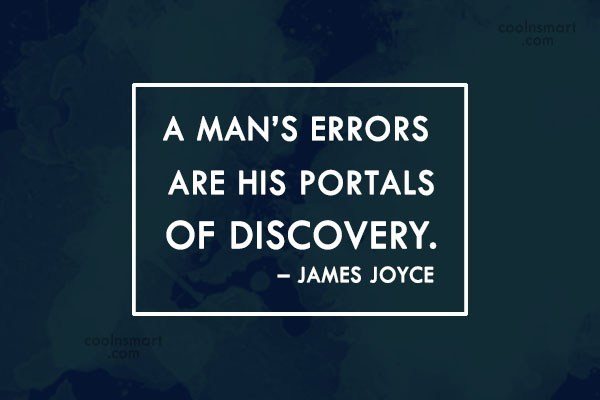 coolnsmart
.com
A MAN'S ERRORS
ARE HIS PORTALS
OF DISCOVERY.
– JAMES JOYCE
coolnsmart
.com